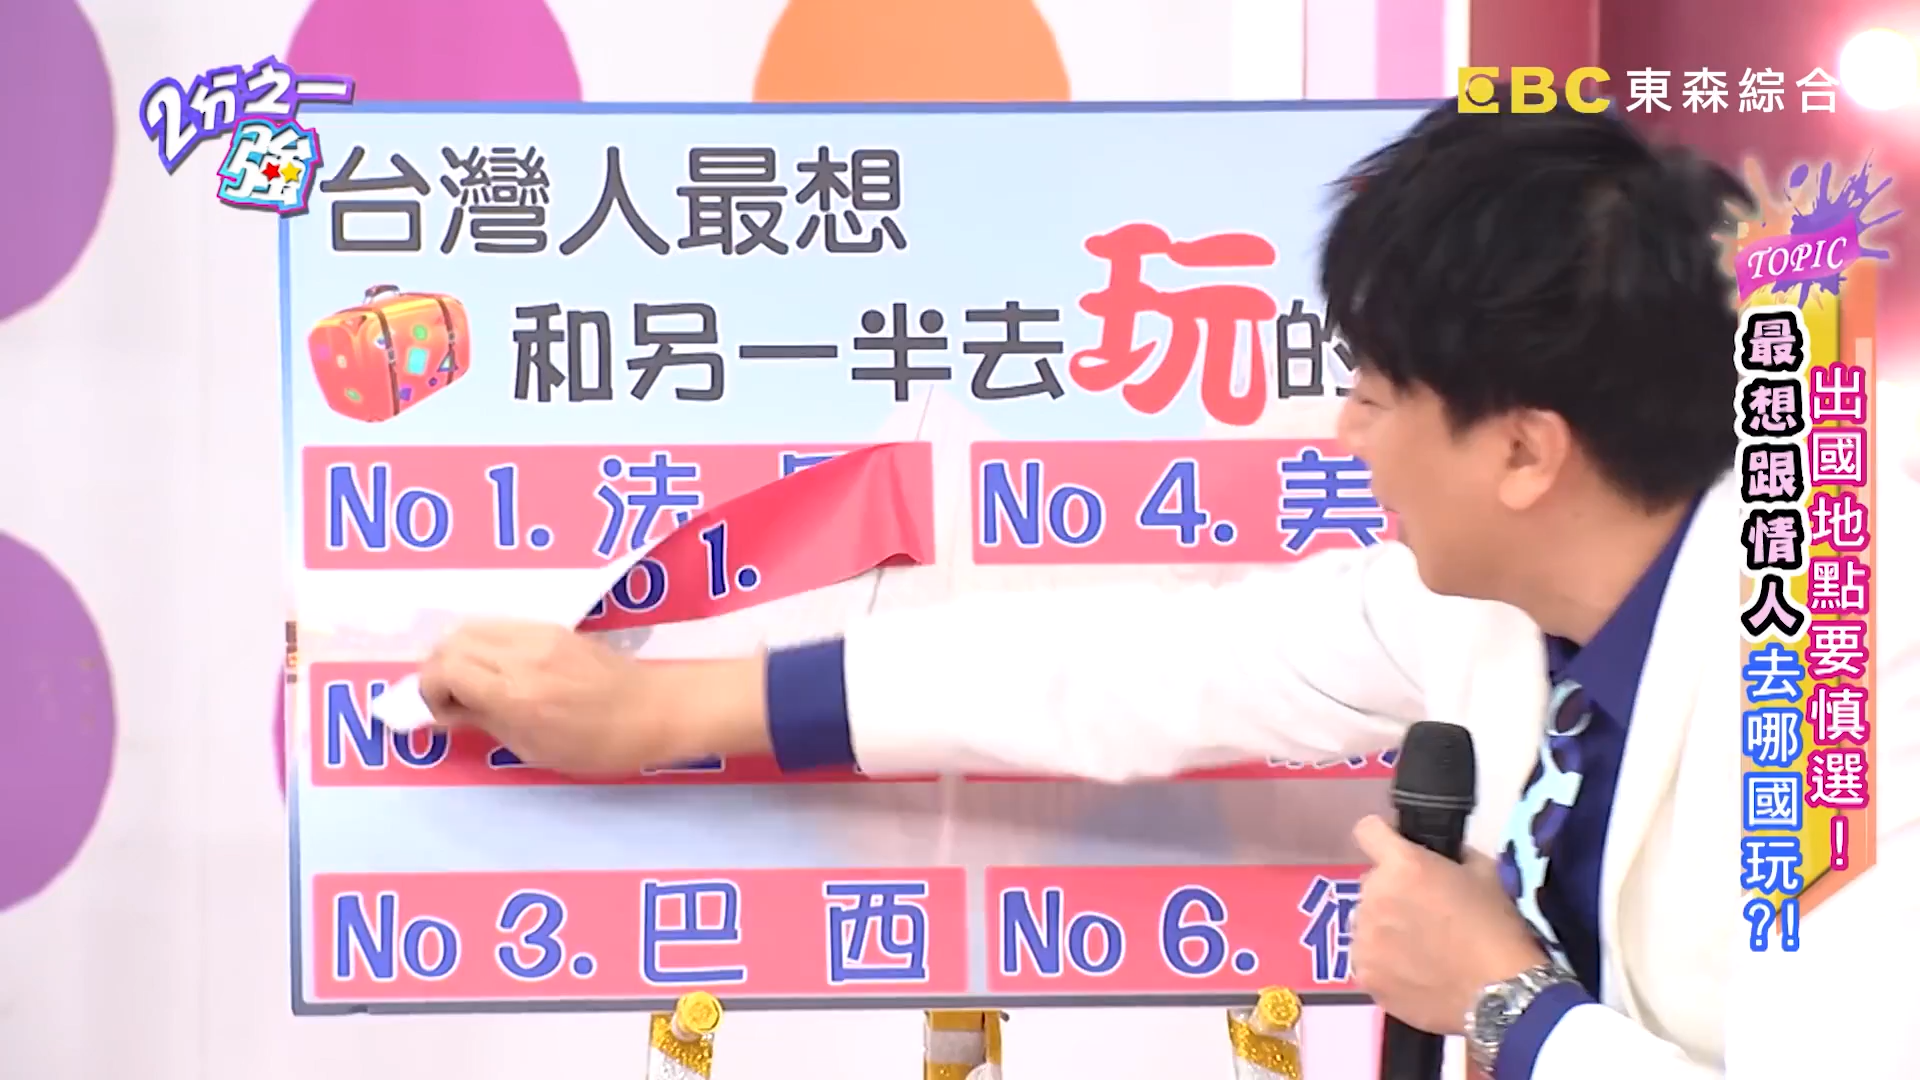 2分之一
強
EBC 東森綜合
台灣人最想
和另一半去玩的
No 1. 法
No 1.
No 4. 美
No
No 3. 巴 西
No 6. 德
TOPIC
出國地點要慎選！
最想跟情人去哪國玩?!